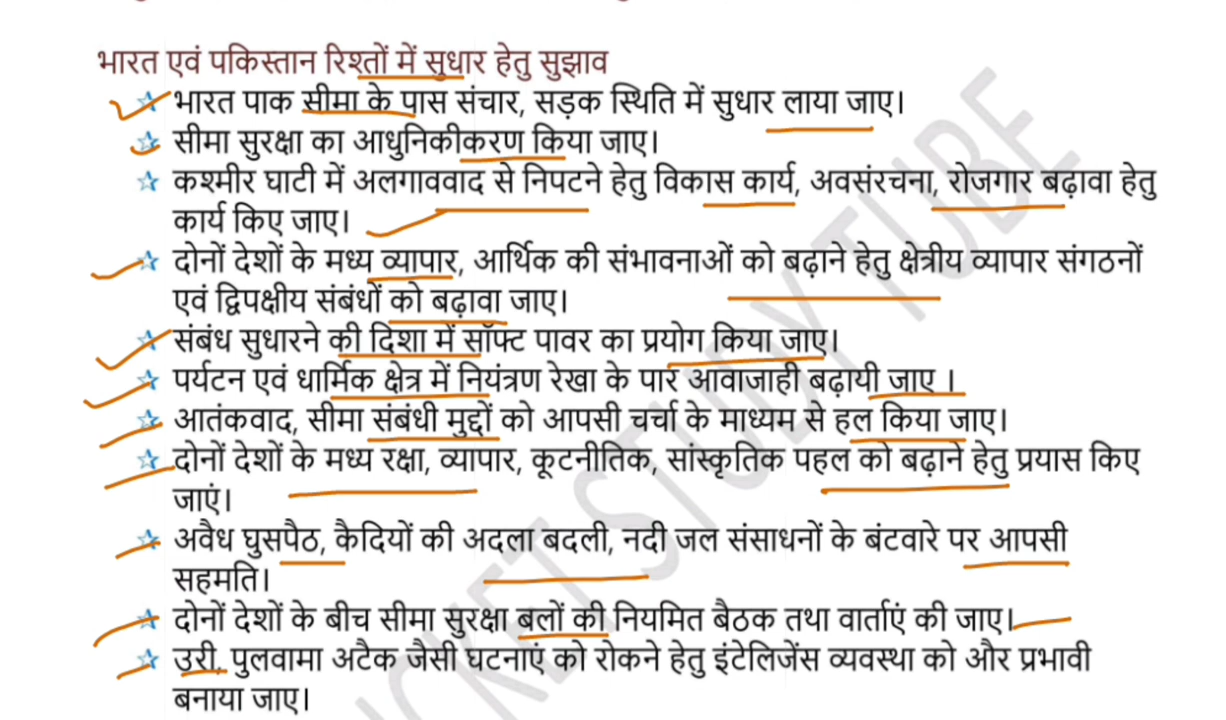 भारत एवं पकिस्तान रिश्तों में सुधार हेतु सुझाव
भारत पाक सीमा के पास संचार, सड़क स्थिति में सुधार लाया जाए।
सीमा सुरक्षा का आधुनिकीकरण किया जाए।
कश्मीर घाटी में अलगाववाद से निपटने हेतु विकास कार्य, अवसंरचना, रोजगार बढ़ावा हेतु
कार्य किए जाए।
दोनों देशों के मध्य व्यापार, आर्थिक की संभावनाओं को बढ़ाने हेतु क्षेत्रीय व्यापार संगठनों
एवं द्विपक्षीय संबंधों को बढ़ावा जाए।
संबंध सुधारने की दिशा में सॉफ्ट पावर का प्रयोग किया जाए।
पर्यटन एवं धार्मिक क्षेत्र में नियंत्रण रेखा के पार आवाजाही बढ़ायी जाए ।
आतंकवाद, सीमा संबंधी मुद्दों को आपसी चर्चा के माध्यम से हल किया जाए।
दोनों देशों के मध्य रक्षा, व्यापार, कूटनीतिक, सांस्कृतिक पहल को बढ़ाने हेतु प्रयास किए
जाएं।
अवैध घुसपैठ, कैदियों की अदला बदली, नदी जल संसाधनों के बंटवारे पर आपसी
सहमति।
दोनों देशों के बीच सीमा सुरक्षा बलों की नियमित बैठक तथा वार्ताएं की जाए।
उरी, पुलवामा अटैक जैसी घटनाएं को रोकने हेतु इंटेलिजेंस व्यवस्था को और प्रभावी
बनाया जाए।
STUDY TUBE